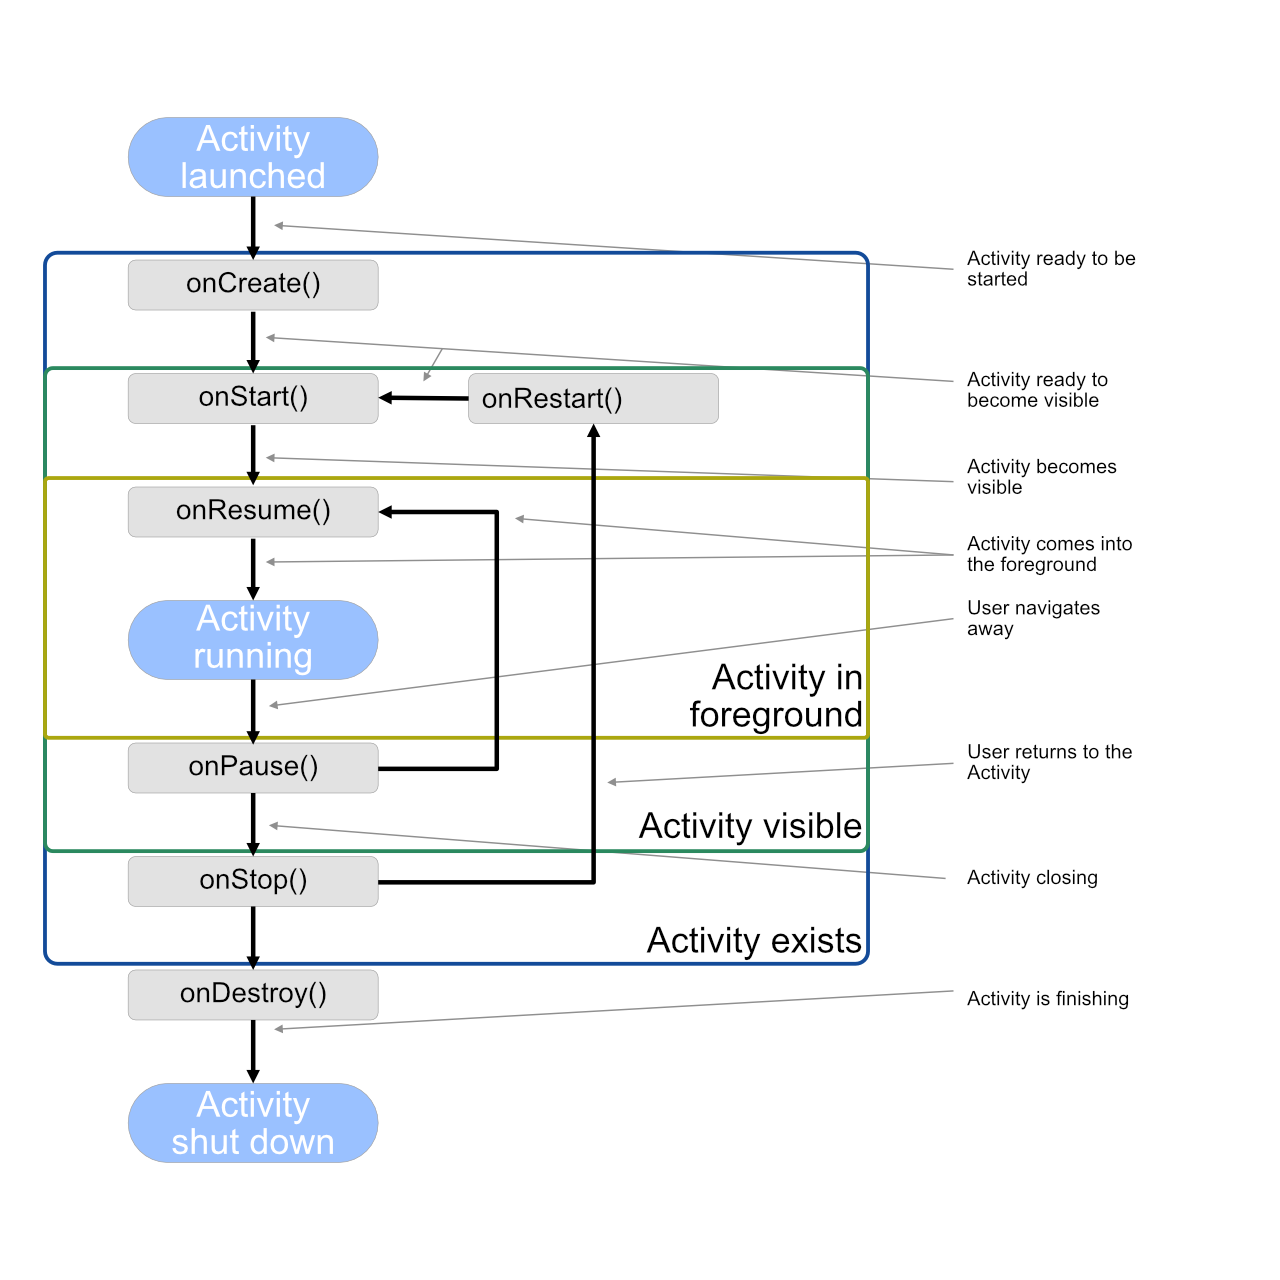 Activity
launched
Activity ready to be
started
onCreate()
Activity ready to
become visible
onStart()
onRestart()
Activity becomes
visible
onResume()
Activity comes into
the foreground
Activity
running
User navigates
away
Activity in
foreground
onPause()
User returns to the
Activity
Activity visible
onStop()
Activity closing
Activity exists
onDestroy()
Activity is finishing
Activity
shut down